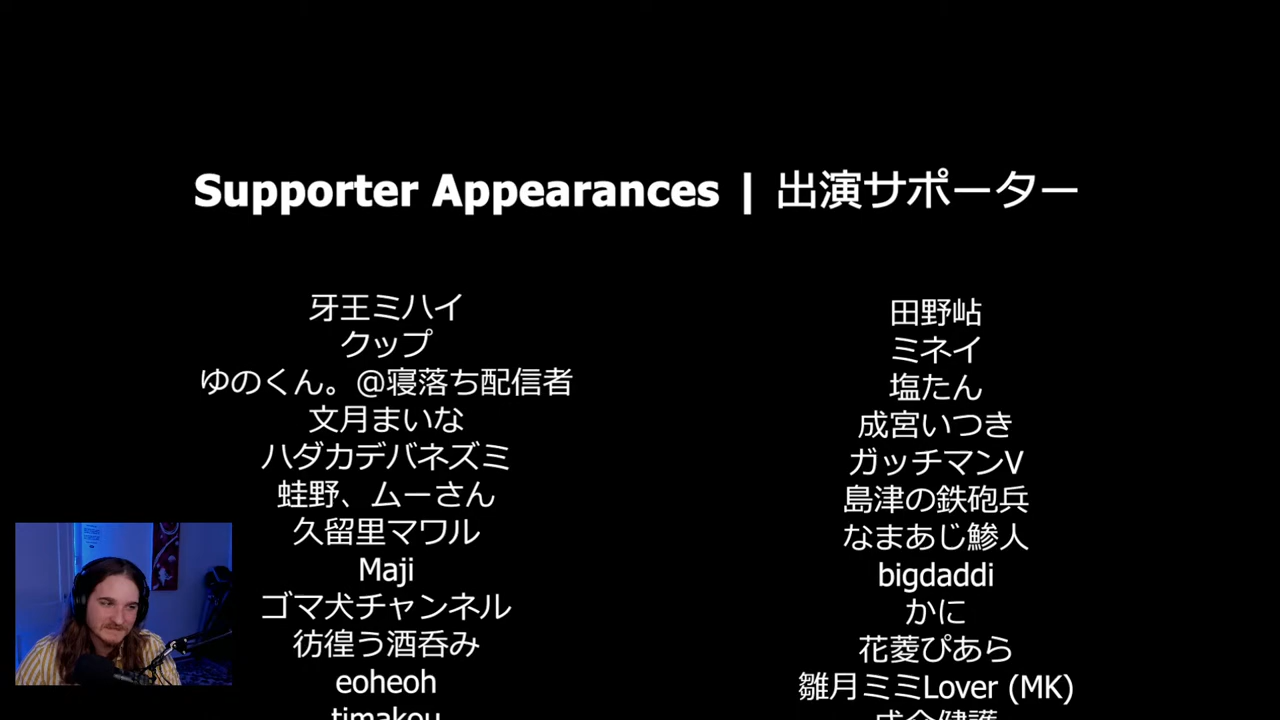 Supporter Appearances | 出演サポーター
牙王ミハイ
クップ
ゆのくん。@寝落ち配信者
文月まいな
ハダカデバネズミ
蛙野、ムーさん
久留里マワル
Maji
ゴマ犬チャンネル
彷徨う酒呑み
eoheoh
timakou
田野岾
ミネイ
塩たん
成宮いつき
ガッチマンV
島津の鉄砲兵
なまあじ鯵人
bigdaddi
かに
花菱ぴあら
雛月ミミLover (MK)